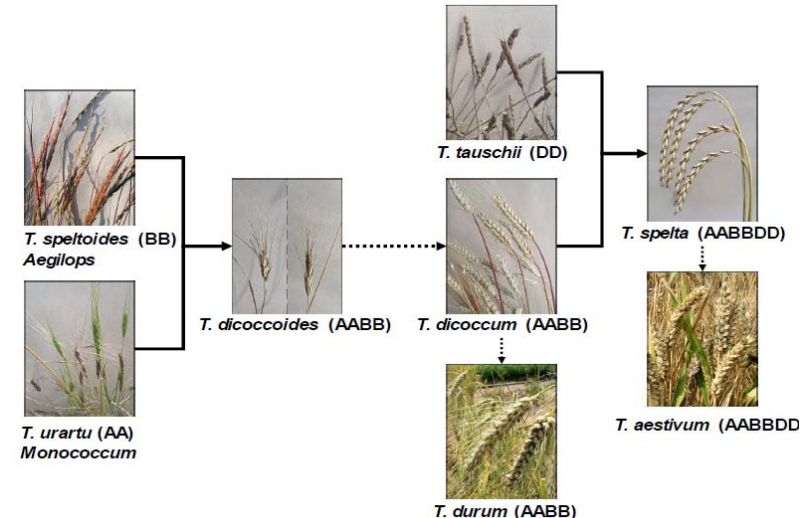 T. tauschii (DD)
T. speltoides (BB)
Aegilops
T. spelta (AABBDD)
T. dicoccoides (AABB)
T. dicoccum (AABB)
T. urartu (AA)
Monococcum
T. aestivum (AABBDD
T. durum (AABB)